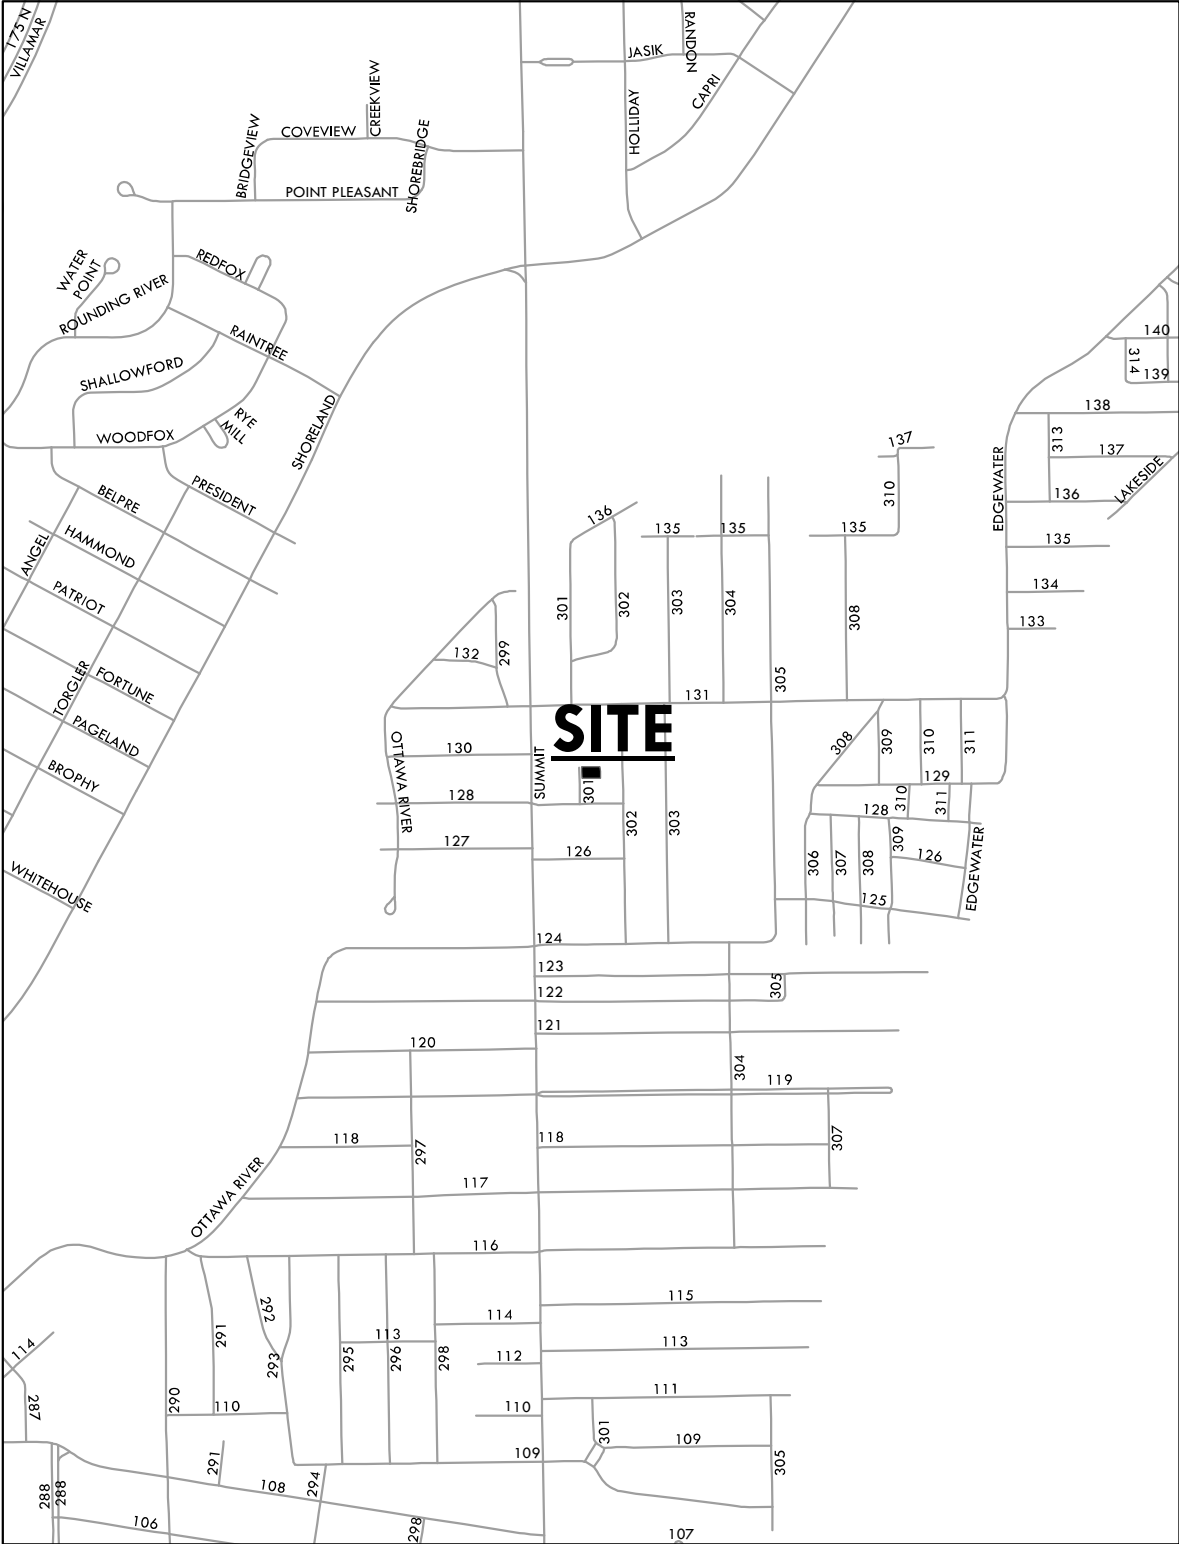 175 N
VILLAMAR
JASIK
RANDON
HOLLIDAY
CAPRI
CREEKVIEW
COVEVIEW
BRIDGEVIEW
SHOREBRIDGE
POINT PLEASANT
WATER
POINT
REDFOX
ROUNDING RIVER
RAINTREE
SHALLOWFORD
RYE
MILL
WOODFOX
SHORELAND
BELPRE
PRESIDENT
HAMMOND
ANGEL
PATRIOT
TORGLER
FORTUNE
PAGELAND
BROPHY
WHITEHOUSE
140
314
139
138
313
137
LAKESIDE
EDGEWATER
136
135
134
133
137
310
135
308
136
135
135
301
302
303
304
305
132
299
131
SITE
130
OTTAWA RIVER
SUMMIT
301
128
302
303
127
126
308
309
310
311
129
310
311
128
309
306
307
308
126
EDGEWATER
125
124
123
305
122
121
120
304
119
118
297
118
307
OTTAWA RIVER
117
116
115
292
291
114
113
113
114
293
295
296
298
112
287
290
110
111
110
301
109
109
305
291
294
108
288
288
106
298
107